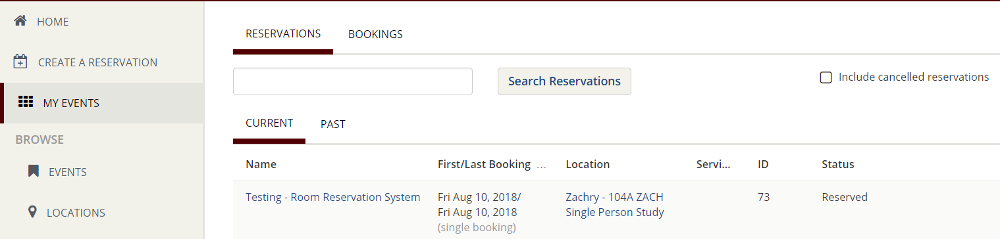 HOME
CREATE A RESERVATION
MY EVENTS
BROWSE
EVENTS
LOCATIONS
RESERVATIONS BOOKINGS
Search Reservations Include cancelled reservations
CURRENT PAST
Name First/Last Booking ... Location Servi... ID Status
Testing - Room Reservation System Fri Aug 10, 2018/ Zachry - 104A ZACH 73 Reserved
Fri Aug 10, 2018 Single Person Study
(single booking)